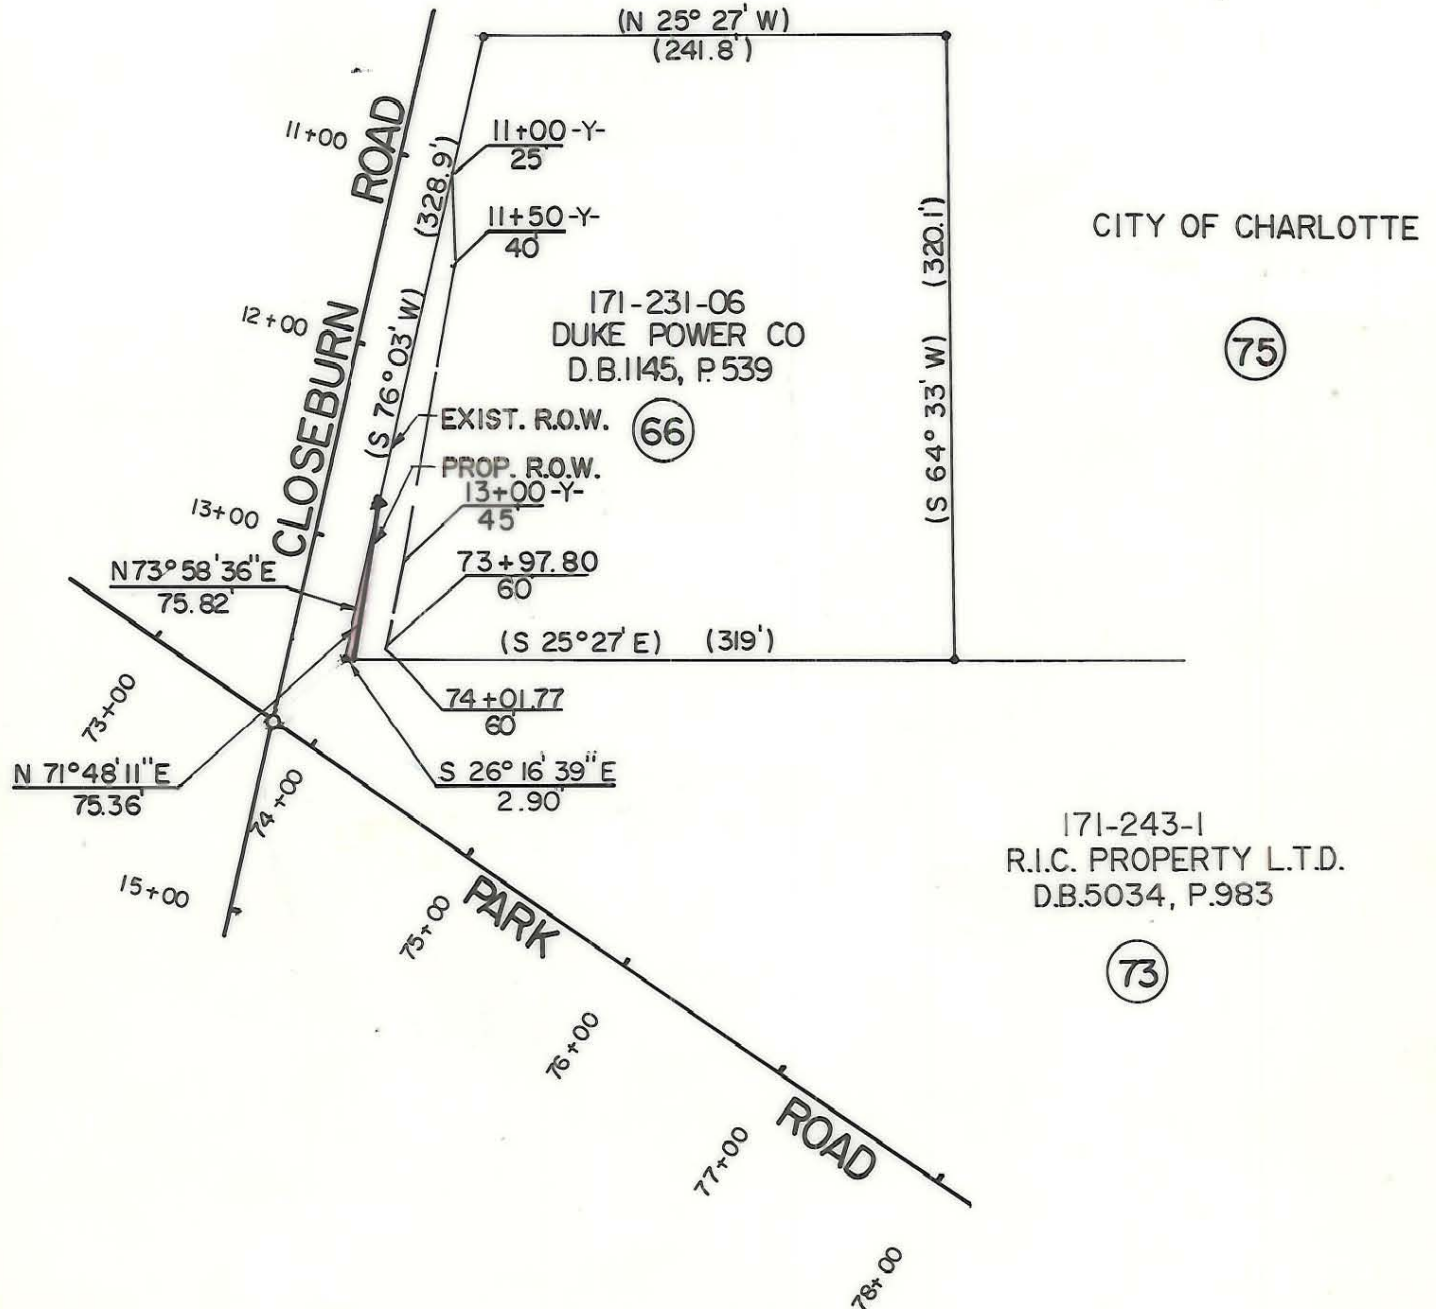 (N 25° 27' W)
(241.8')
11+00
ROAD
(328.9')
11+00-Y-
25'
11+50-Y-
40'
(320.1')
CITY OF CHARLOTTE
75
12+00
CLOSEBURN
(S 76°03' W)
171-231-06
DUKE POWER CO
D.B.1145, P. 539
66
(S 64° 33' W)
EXIST. R.O.W.
PROP. R.O.W.
13+00-Y-
45'
13+00
73+97.80
60'
N73°58'36"E
75.82'
(S 25°27' E) (319')
73+00
74+01.77
60'
N 71°48'11"E
75.36'
S 26°16'39"E
2.90'
74+00
15+00
171-243-1
R.I.C. PROPERTY L.T.D.
D.B.5034, P.983
73
75+00
PARK
76+00
ROAD
77+00
78+00